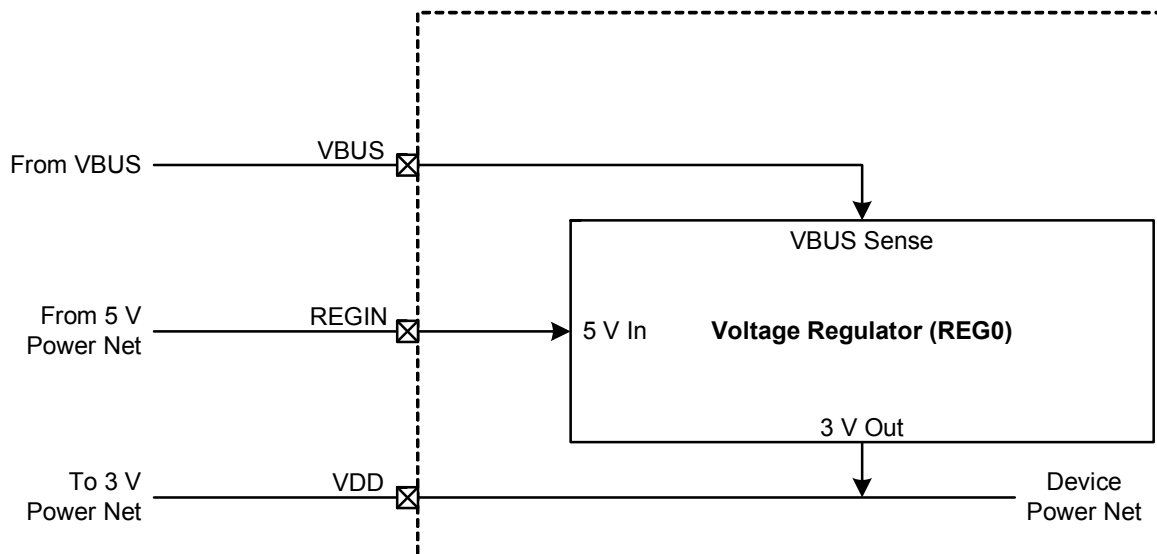 VBUS
From VBUS
VBUS Sense
From 5 V
Power Net
REGIN
5 V In
Voltage Regulator (REG0)
3 V Out
To 3 V
Power Net
VDD
Device
Power Net